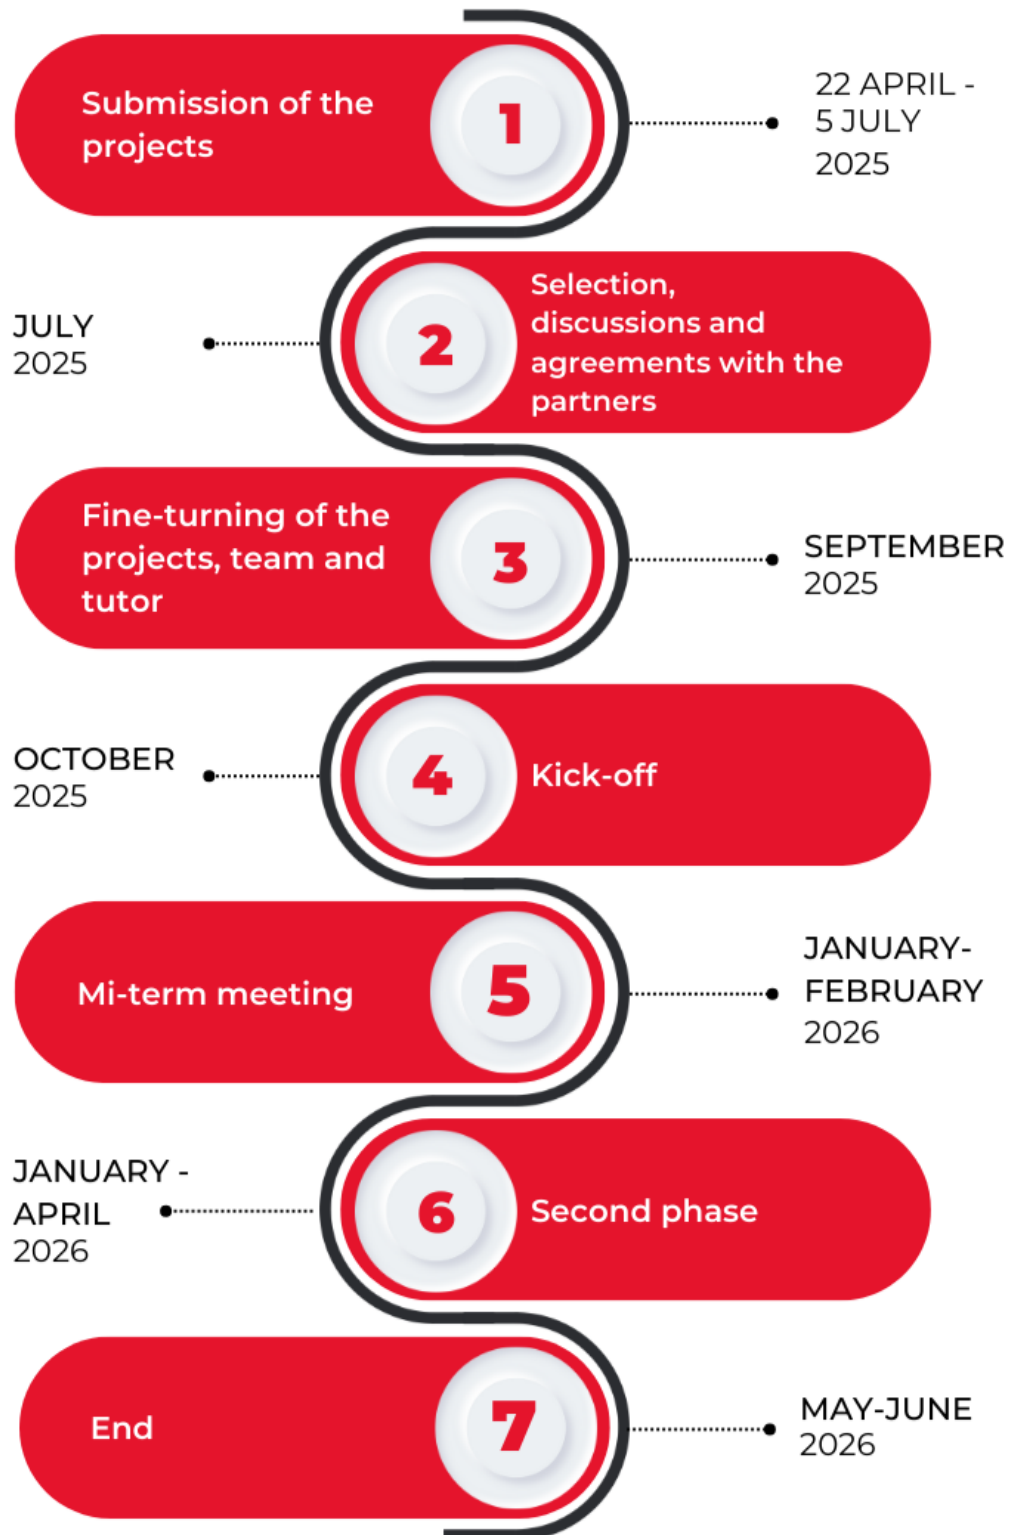 Submission of the
projects
1
22 APRIL -
5 JULY
2025
JULY
2025
2
Selection,
discussions and
agreements with the
partners
Fine-turning of the
projects, team and
tutor
3
SEPTEMBER
2025
OCTOBER
2025
4
Kick-off
Mi-term meeting
5
JANUARY-
FEBRUARY
2026
JANUARY -
APRIL
2026
6
Second phase
End
7
MAY-JUNE
2026